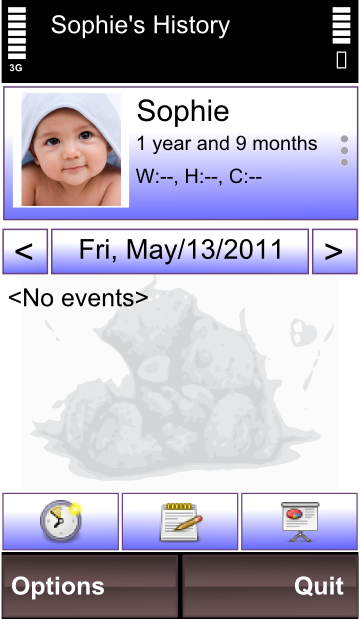 Sophie's History
3G
Sophie
1 year and 9 months
W:--, H:--, C:--
< Fri, May/13/2011 >
<No events>
Options Quit